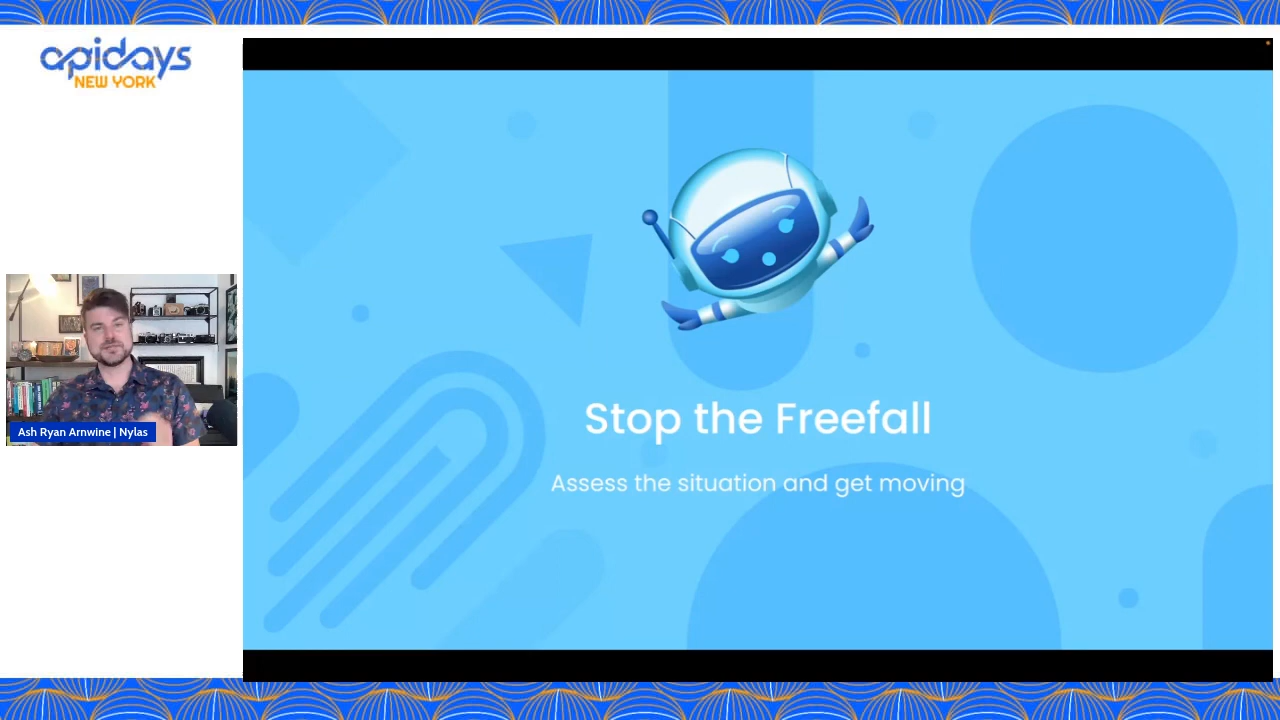 apidays
NEW YORK
Stop the Freefall
Assess the situation and get moving
Ash Ryan Arnwine | Nylas